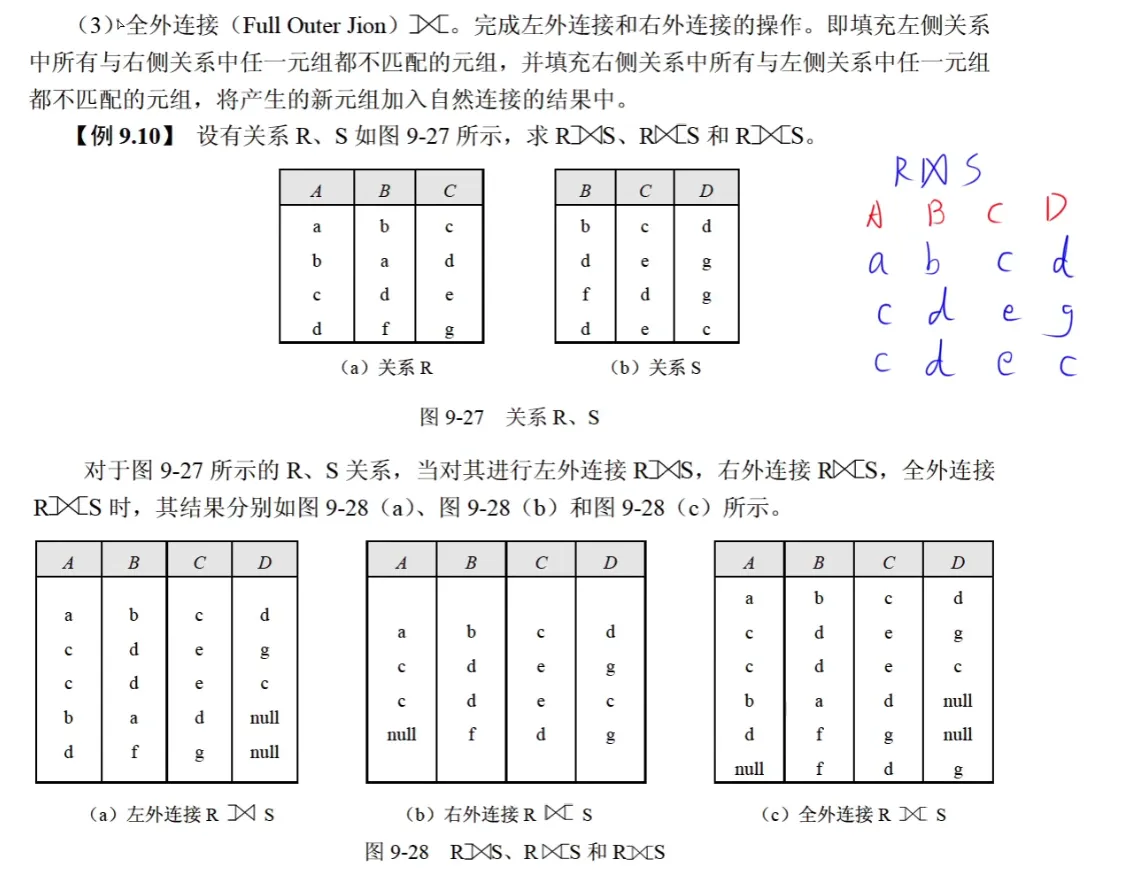 （3）全外连接（Full Outer Jion）⟗。完成左外连接和右外连接的操作。即填充左侧关系
中所有与右侧关系中任一元组都不匹配的元组，并填充右侧关系中所有与左侧关系中任一元组
都不匹配的元组，将产生的新元组加入自然连接的结果中。
【例 9.10】 设有关系 R、S 如图 9-27 所示，求 R⟕S、R⟖S 和 R⟗S。
A B C
a b c
b a d
c d e
d f g
（a）关系 R
B C D
b c d
d e g
f d g
d e c
（b）关系 S
R⋈S
A B C D
a b c d
c d e g
c d e c
图 9-27 关系 R、S
对于图 9-27 所示的 R、S 关系，当对其进行左外连接 R⟕S，右外连接 R⟖S，全外连接
R⟗S 时，其结果分别如图 9-28（a）、图 9-28（b）和图 9-28（c）所示。
A B C D
a b c d
c d e g
c d e c
b a d null
d f g null
（a）左外连接 R ⟕ S
A B C D
a b c d
c d e g
c d e c
null f d g
（b）右外连接 R ⟖ S
A B C D
a b c d
c d e g
c d e c
b a d null
d f g null
null f d g
（c）全外连接 R ⟗ S
图 9-28 R⟕S、R⟖S 和 R⟗S